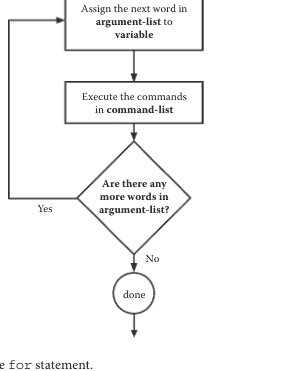 Assign the next word in
argument-list to
variable
Execute the commands
in command-list
Are there any
more words in
argument-list?
Yes
No
done
e for statement.